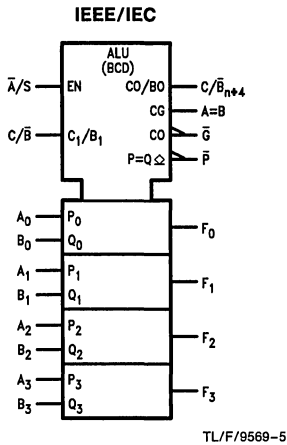 IEEE/IEC
ALU
(BCD)
A̅/S EN CO/BO C/B̅n+4
CG A=B
C/B̅ C1/B1 CO G̅
P=Q ⎐ P̅
A0 P0
B0 Q0 F0
A1 P1
B1 Q1 F1
A2 P2
B2 Q2 F2
A3 P3
B3 Q3 F3
TL/F/9569-5